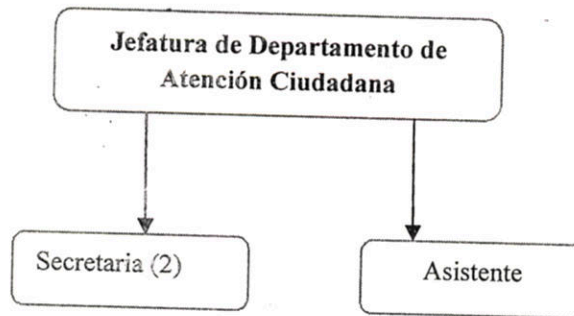 Jefatura de Departamento de
Atención Ciudadana
Secretaria (2)
Asistente